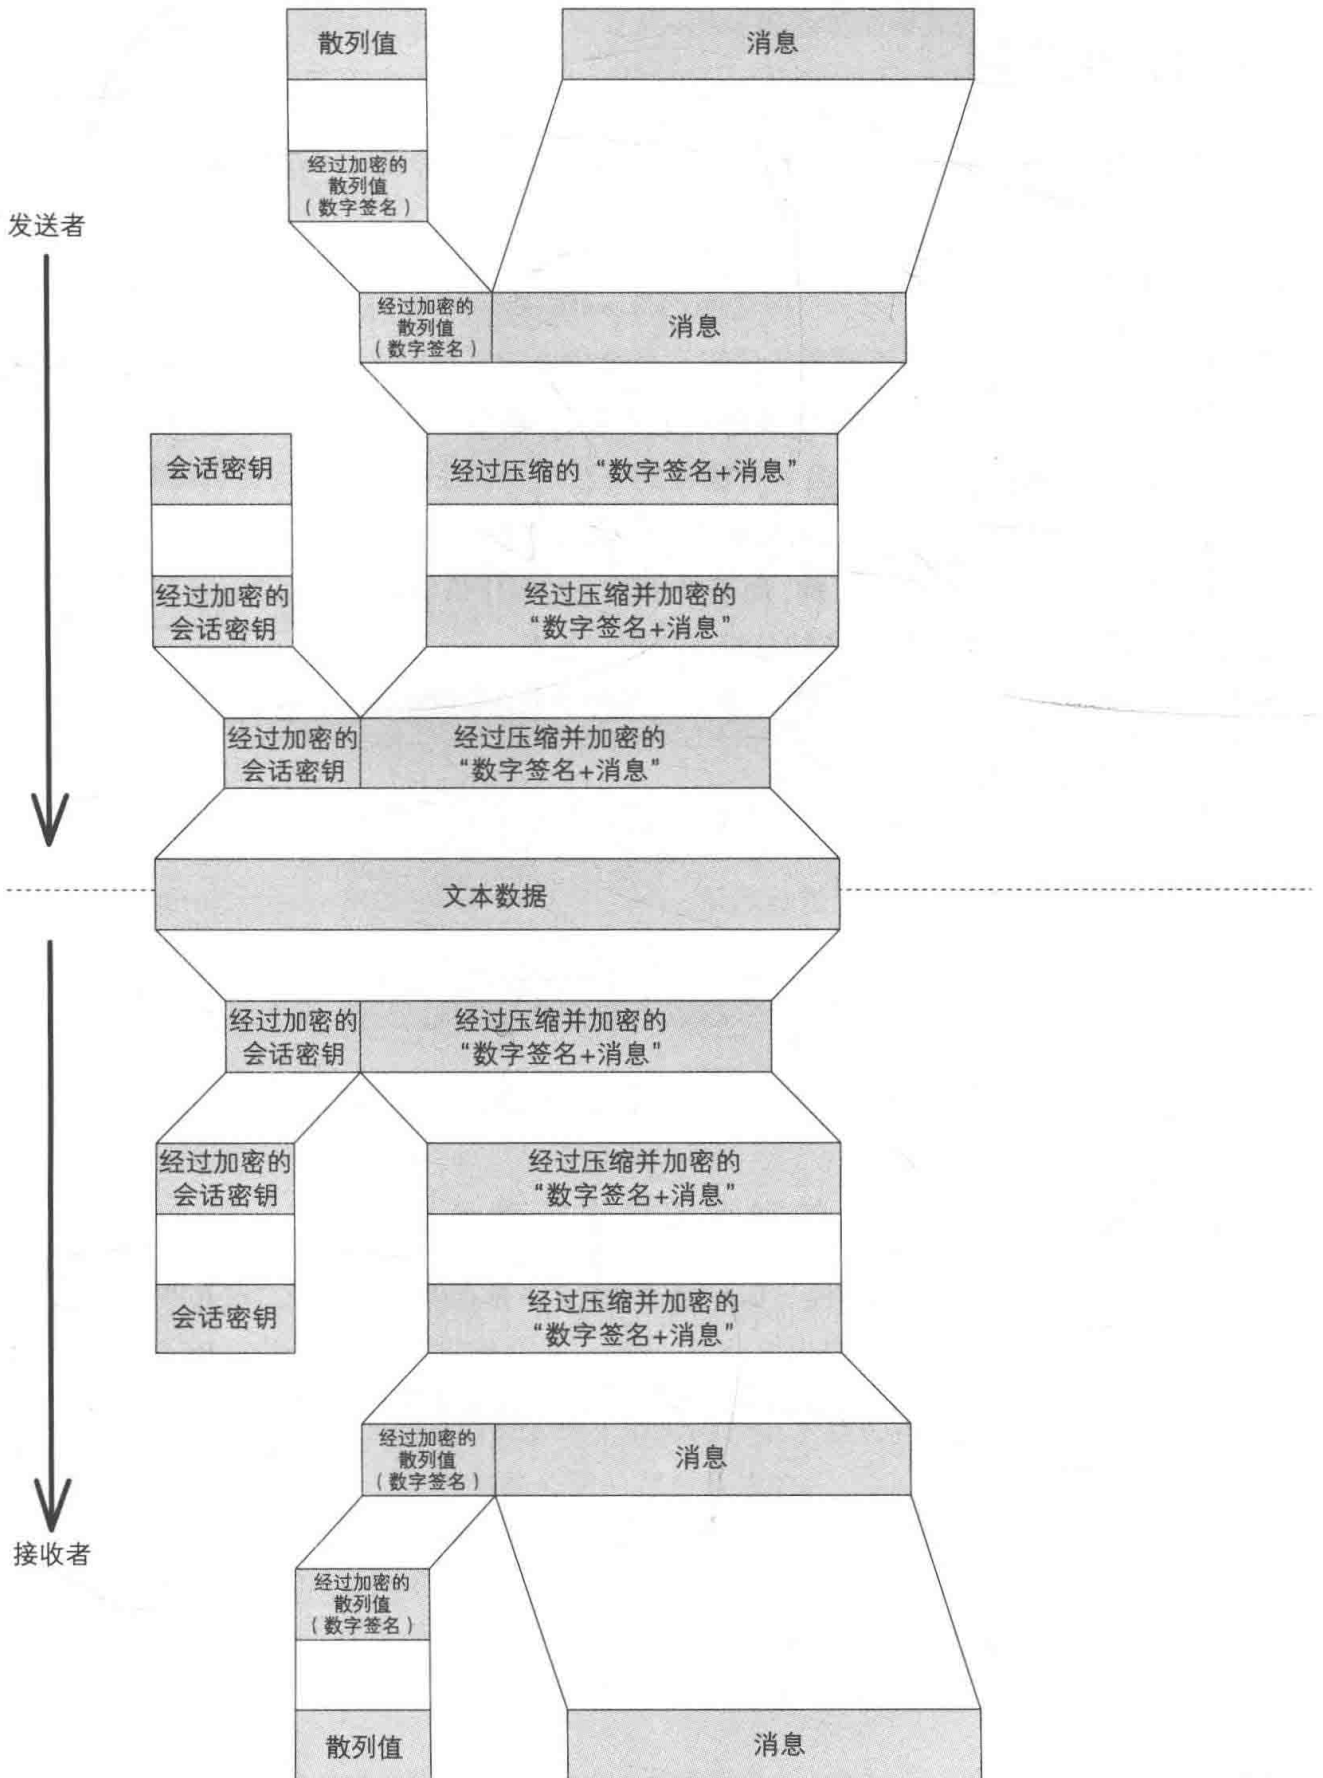 散列值
消息
经过加密的
散列值
（数字签名）
发送者
经过加密的
散列值
（数字签名）
消息
会话密钥
经过压缩的“数字签名+消息”
经过加密的
会话密钥
经过压缩并加密的
“数字签名+消息”
经过加密的
会话密钥
经过压缩并加密的
“数字签名+消息”
文本数据
经过加密的
会话密钥
经过压缩并加密的
“数字签名+消息”
经过加密的
会话密钥
经过压缩并加密的
“数字签名+消息”
会话密钥
经过压缩并加密的
“数字签名+消息”
经过加密的
散列值
（数字签名）
消息
接收者
经过加密的
散列值
（数字签名）
散列值
消息